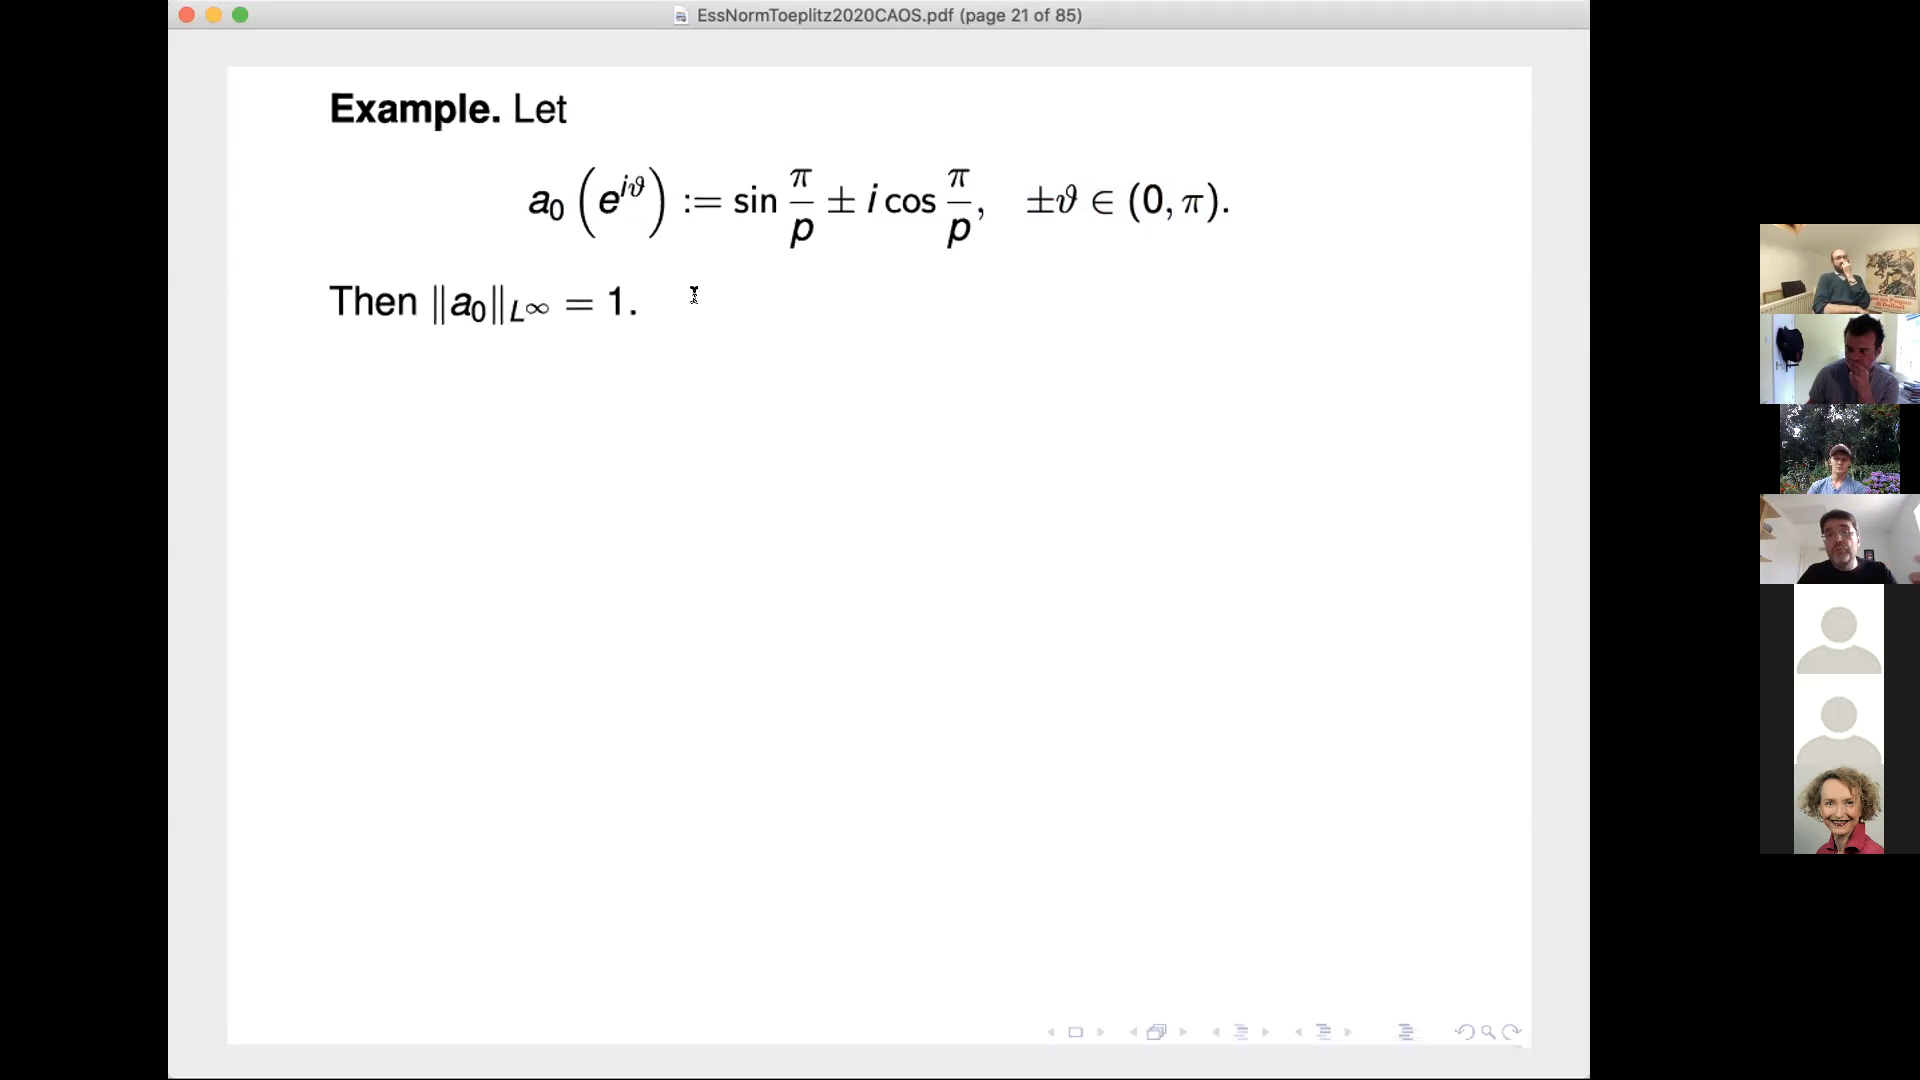 EssNormToeplitz2020CAOS.pdf (page 21 of 85)
Example. Let
a₀ (e^{iϑ}) := sin π/p ± i cos π/p, ±ϑ ∈ (0, π).
Then ‖a₀‖_{L^∞} = 1.